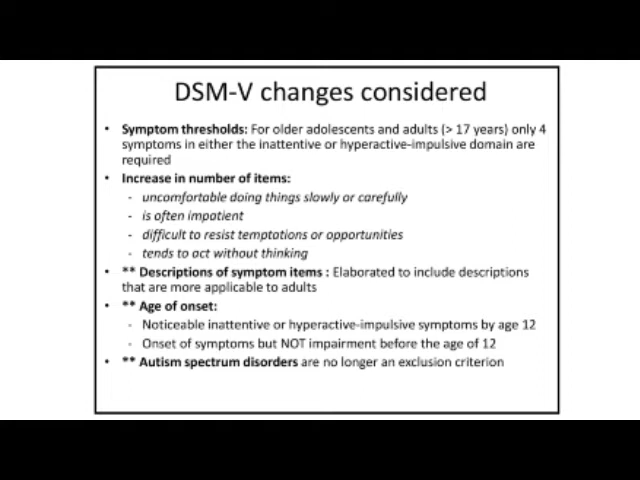 DSM-V changes considered
• Symptom thresholds: For older adolescents and adults (> 17 years) only 4
symptoms in either the inattentive or hyperactive-impulsive domain are
required
• Increase in number of items:
- uncomfortable doing things slowly or carefully
- is often impatient
- difficult to resist temptations or opportunities
- tends to act without thinking
• ** Descriptions of symptom items : Elaborated to include descriptions
that are more applicable to adults
• ** Age of onset:
- Noticeable inattentive or hyperactive-impulsive symptoms by age 12
- Onset of symptoms but NOT impairment before the age of 12
• ** Autism spectrum disorders are no longer an exclusion criterion